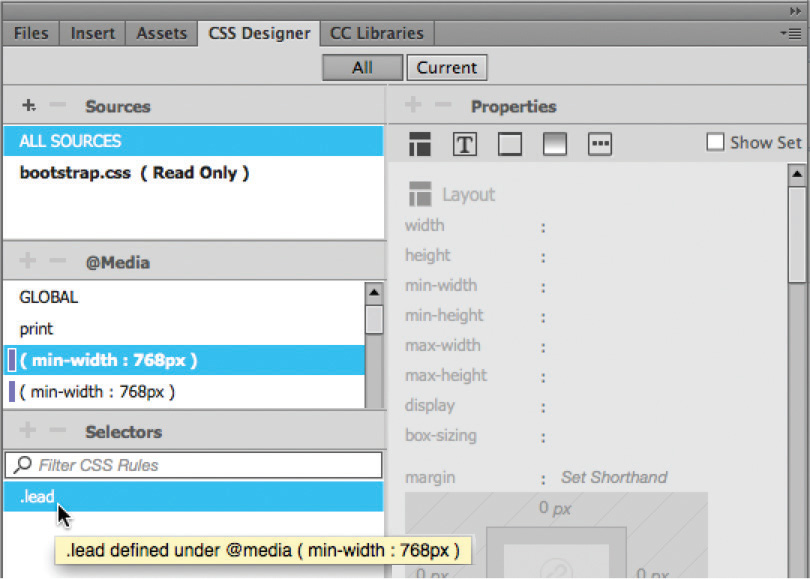 Files Insert Assets CSS Designer CC Libraries
All Current
Sources
ALL SOURCES
bootstrap.css ( Read Only )
@Media
GLOBAL
print
( min-width : 768px )
( min-width : 768px )
Selectors
Filter CSS Rules
.lead
.lead defined under @media ( min-width : 768px )
Properties
T
Show Set
Layout
width :
height :
min-width :
min-height :
max-width :
max-height :
display :
box-sizing :
margin : Set Shorthand
0 px
0 px
0 px